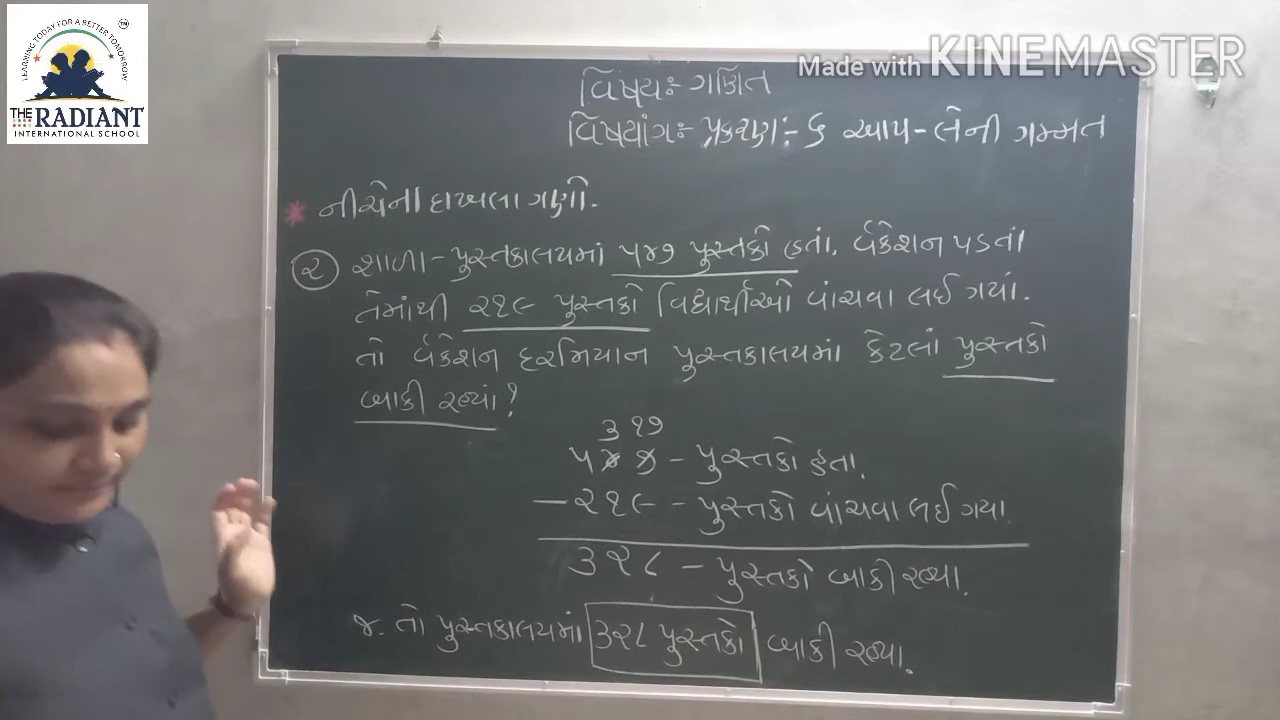 LEARNING TODAY FOR A BETTER TOMORROW
TM
THE RADIANT
INTERNATIONAL SCHOOL
Made with KINEMASTER
વિષય:- ગણિત
વિષયાંગ:- પ્રકરણ:- ૬ આપ-લેની ગમ્મત
* નીચેના દાખલા ગણો.
૨ શાળા-પુસ્તકાલયમાં ૫૪૭ પુસ્તકો હતાં. વેકેશન પડતાં
તેમાંથી ૨૧૯ પુસ્તકો વિદ્યાર્થીઓ વાંચવા લઈ ગયાં.
તો વેકેશન દરમિયાન પુસ્તકાલયમાં કેટલાં પુસ્તકો
બાકી રહ્યાં?
૩ ૧૭
૫૪૭ - પુસ્તકો હતા.
- ૨૧૯ - પુસ્તકો વાંચવા લઈ ગયા.
૩૨૮ - પુસ્તકો બાકી રહ્યા.
જ. તો પુસ્તકાલયમાં ૩૨૮ પુસ્તકો બાકી રહ્યા.